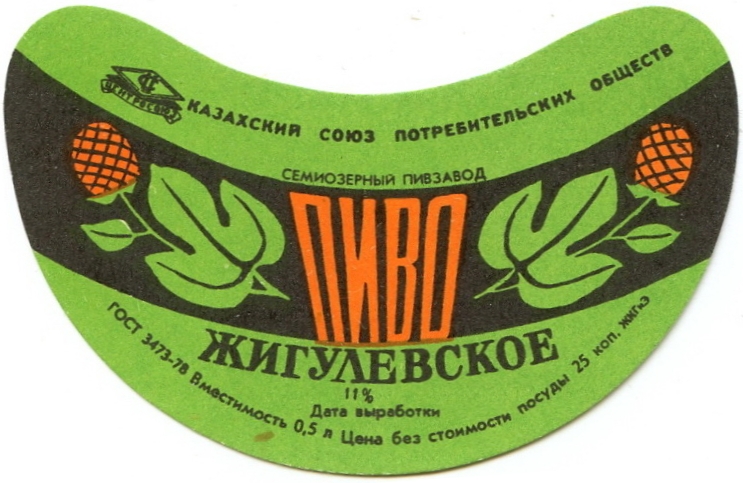 ЦЕНТРОСОЮЗ
КАЗАХСКИЙ СОЮЗ ПОТРЕБИТЕЛЬСКИХ ОБЩЕСТВ
СЕМИОЗЕРНЫЙ ПИВЗАВОД
ПИВО
ЖИГУЛЕВСКОЕ
11%
Дата выработки
ГОСТ 3473-78 Вместимость 0,5 л Цена без стоимости посуды 25 коп.